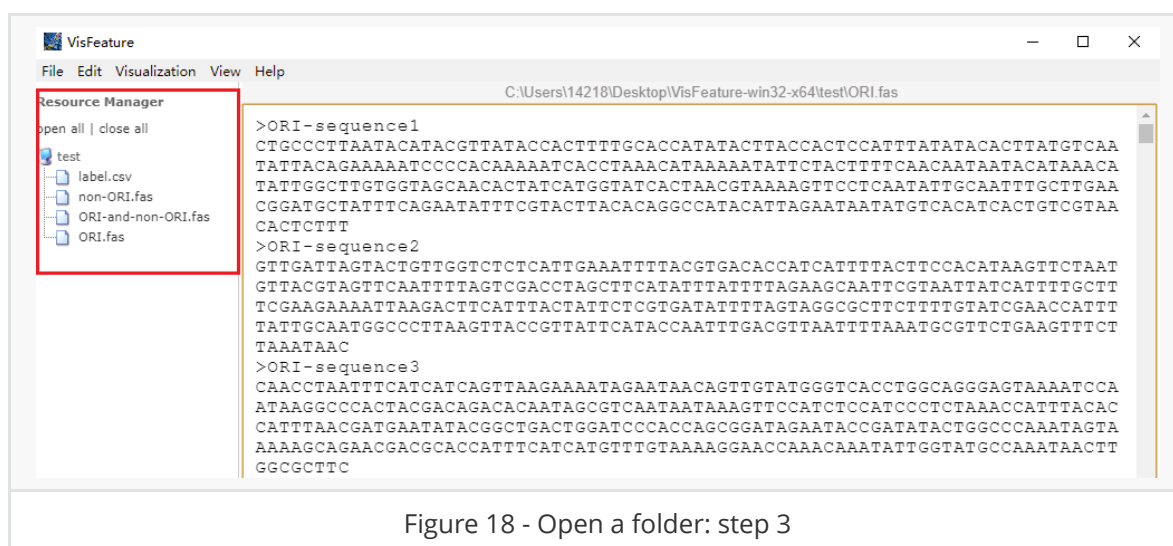 VisFeature
File Edit Visualization View Help
C:\Users\14218\Desktop\VisFeature-win32-x64\test\ORI.fas
Resource Manager
open all | close all
test
label.csv
non-ORI.fas
ORI-and-non-ORI.fas
ORI.fas
>ORI-sequence1
CTGCCCTTAATACATACGTTATACCACTTTTGCACCATATACTTACCACTCCATTTATATACACTTATGTCAA
TATTACAGAAAAATCCCCACAAAAATCACCTAAACATAAAAATATTCTACTTTTCAACAATAATACATAAACA
TATTGGCTTGTGGTAGCAACACTATCATGGTATCACTAACGTAAAAGTTCCTCAATATTGCAATTTGCTTGAA
CGGATGCTATTTCAGAATATTTCGTACTTACACAGGCCATACATTAGAATAATATGTCACATCACTGTCGTAA
CACTCTTT
>ORI-sequence2
GTTGATTAGTACTGTTGGTCTCTCATTGAAATTTTACGTGACACCATCATTTTACTTCCACATAAGTTCTAAT
GTTACGTAGTTCAATTTTAGTCGACCTAGCTTCATATTTATTTTAGAAGCAATTCGTAATTATCATTTTGCTT
TCGAAGAAAATTAAGACTTCATTTACTATTCTCGTGATATTTTAGTAGGCGCTTCTTTTGTATCGAACCATTT
TATTGCAATGGCCCTTAAGTTACCGTTATTCATACCAATTTGACGTTAATTTTAAATGCGTTCTGAAGTTTCT
TAAATAAC
>ORI-sequence3
CAACCTAATTTCATCATCAGTTAAGAAAATAGAATAACAGTTGTATGGGTCACCTGGCAGGGAGTAAAATCCA
ATAAGGCCCACTACGACAGACACAATAGCGTCAATAATAAAGTTCCATCTCCATCCCTCTAAACCATTTACAC
CATTTAACGATGAATATACGGCTGACTGGATCCCACCAGCGGATAGAATACCGATATACTGGCCCAAATAGTA
AAAAGCAGAACGACGCACCATTTCATCATGTTTGTAAAAGGAACCAAACAAATATTGGTATGCCAAATAACTT
GGCGCTTC
Figure 18 - Open a folder: step 3